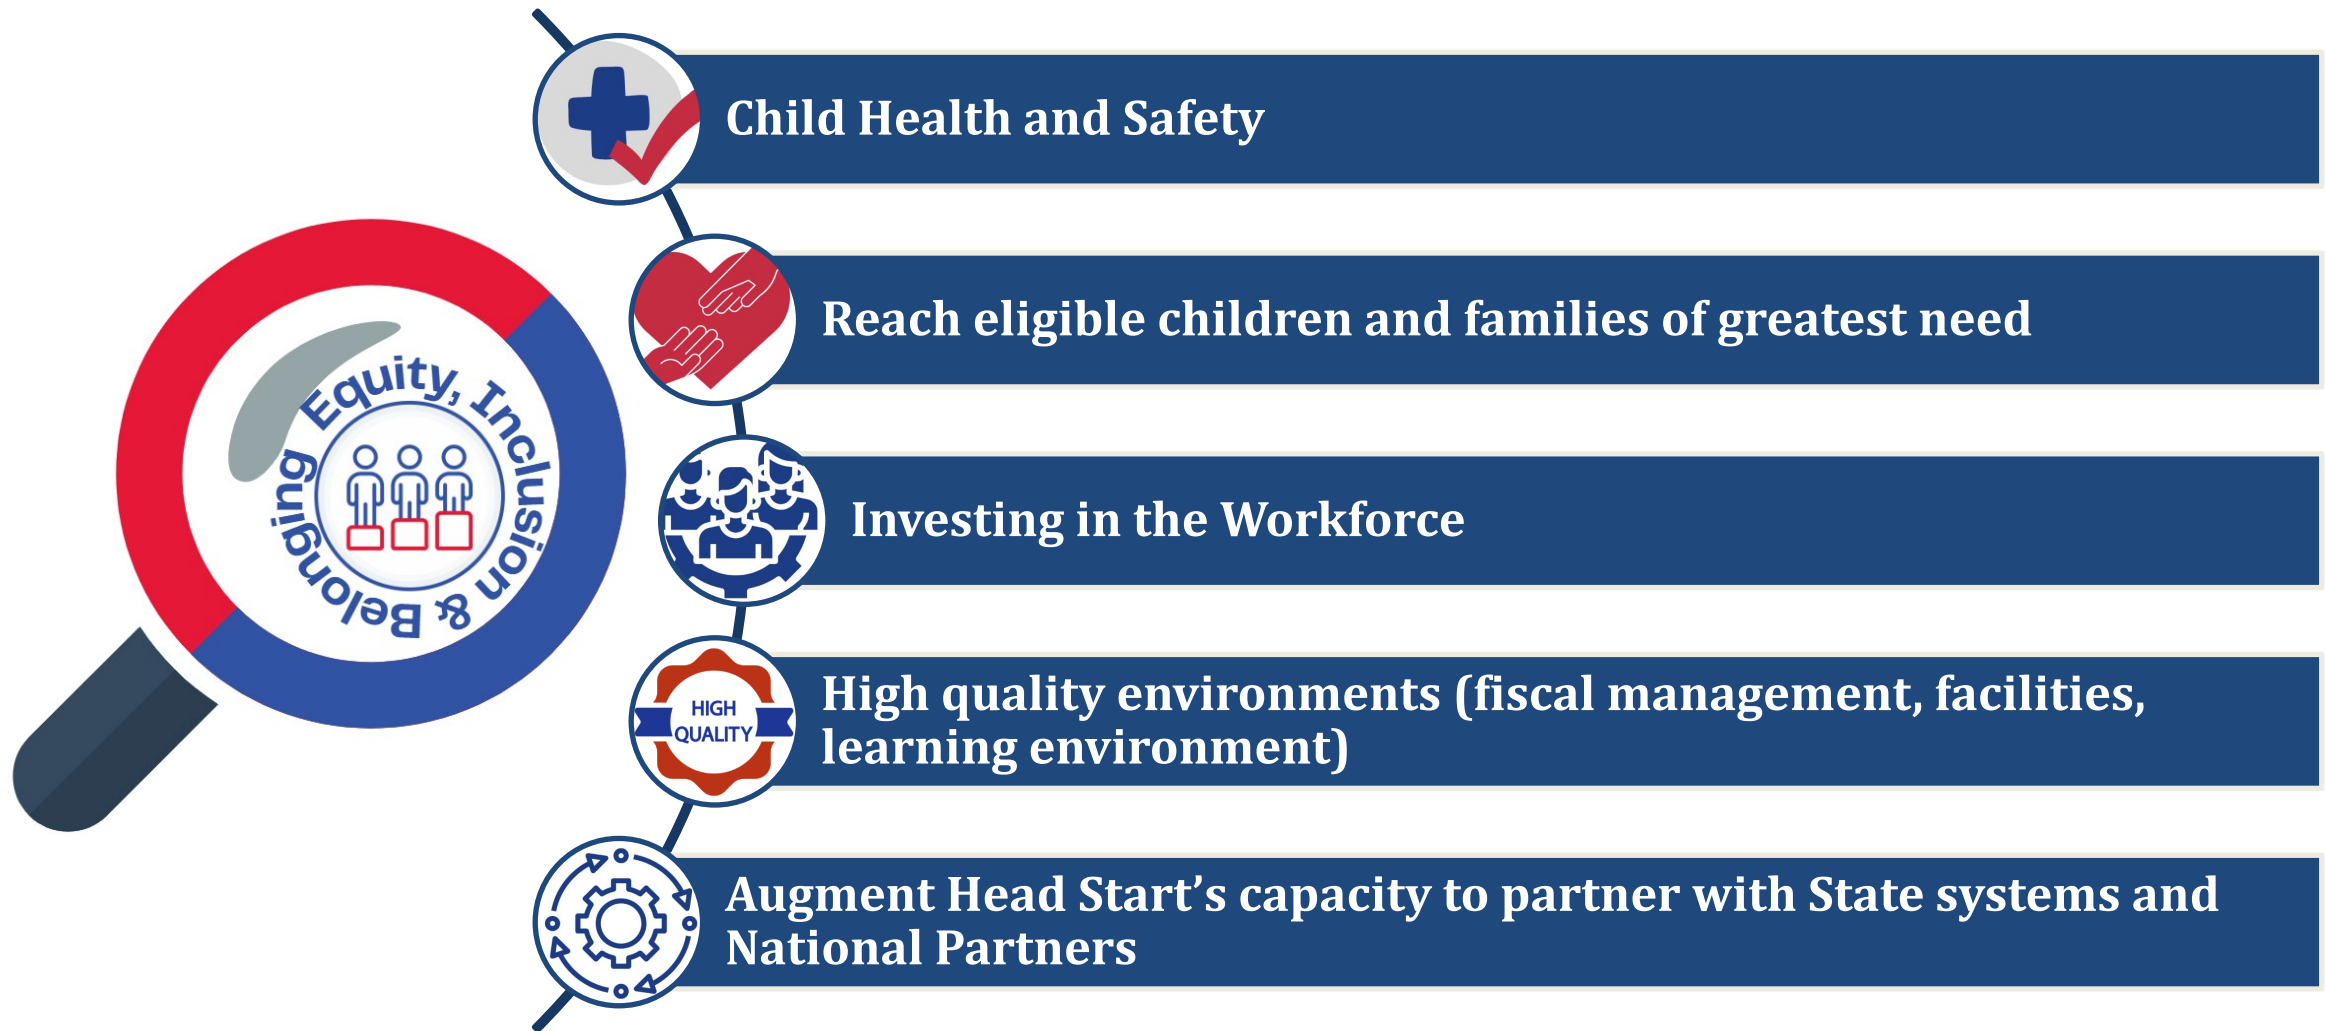 Child Health and Safety
Reach eligible children and families of greatest need
Equity, Inclusion & Belonging
Investing in the Workforce
HIGH
QUALITY
High quality environments (fiscal management, facilities,
learning environment)
Augment Head Start’s capacity to partner with State systems and
National Partners